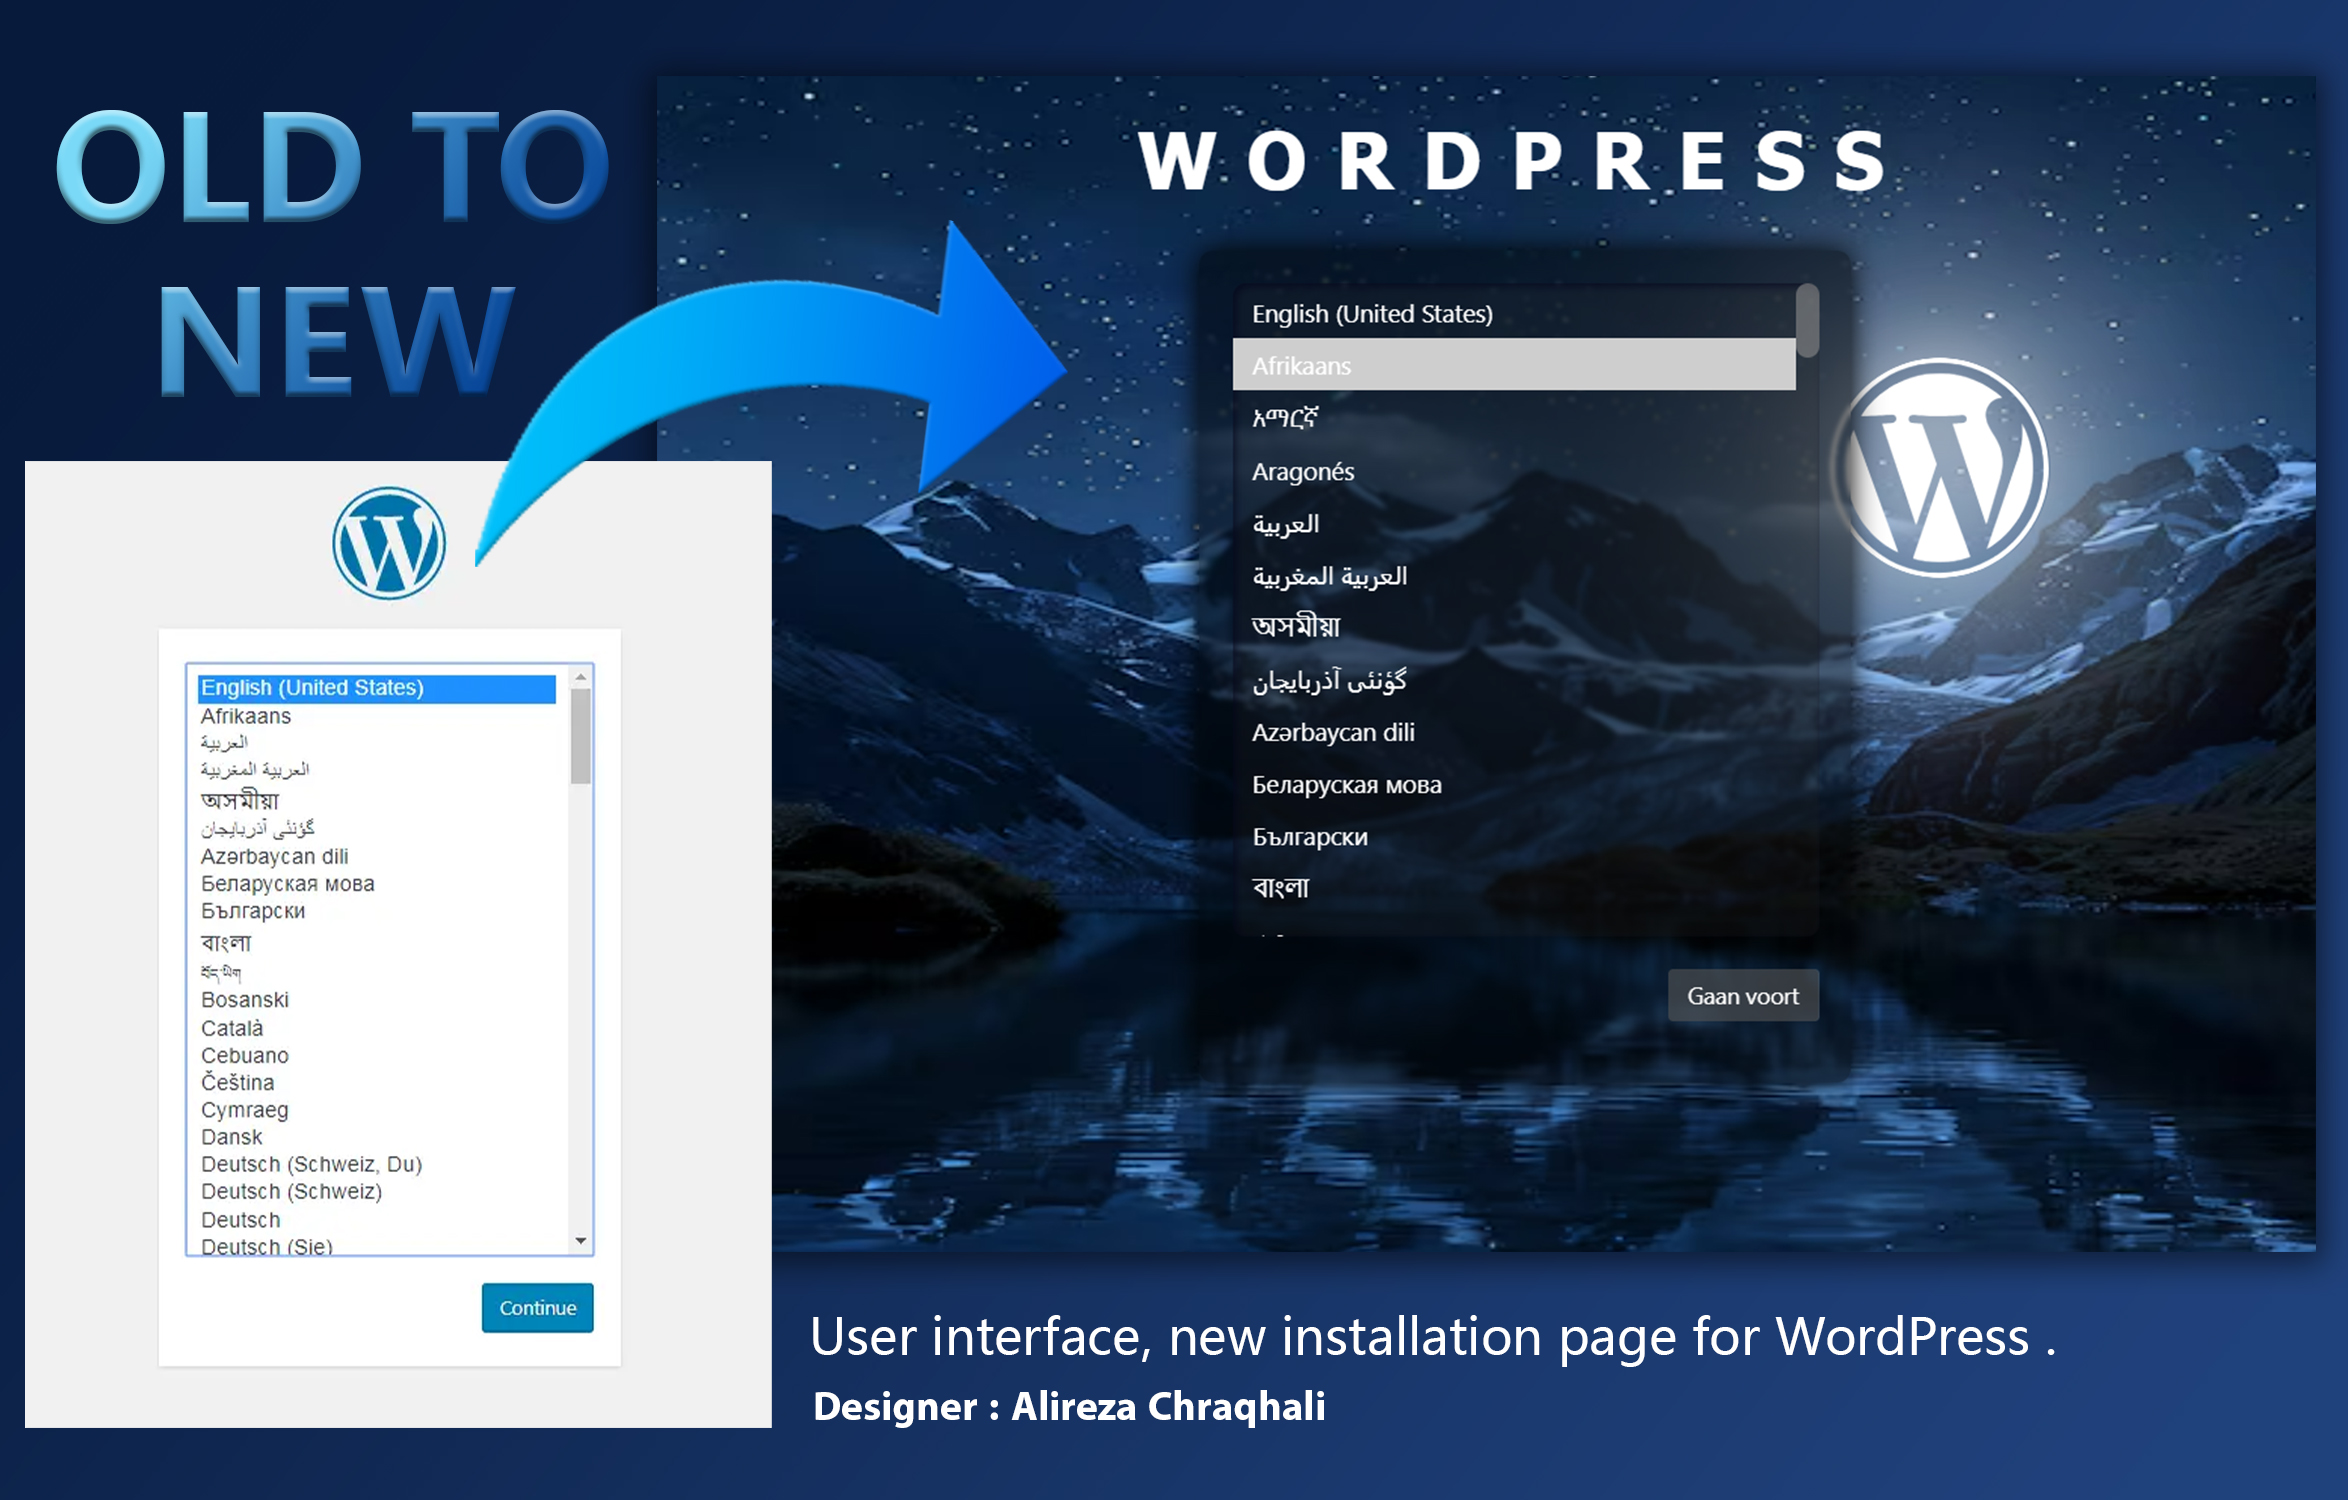 OLD TO
NEW
English (United States)
Afrikaans
العربية
العربية المغربية
অসমীয়া
گؤنئی آذربایجان
Azərbaycan dili
Беларуская мова
Български
বাংলা
བོད་ཡིག
Bosanski
Català
Cebuano
Čeština
Cymraeg
Dansk
Deutsch (Schweiz, Du)
Deutsch (Schweiz)
Deutsch
Deutsch (Sie)
Continue
WORDPRESS
English (United States)
Afrikaans
አማርኛ
Aragonés
العربية
العربية المغربية
অসমীয়া
گؤنئی آذربایجان
Azərbaycan dili
Беларуская мова
Български
বাংলা
Gaan voort
User interface, new installation page for WordPress .
Designer : Alireza Chraqhali